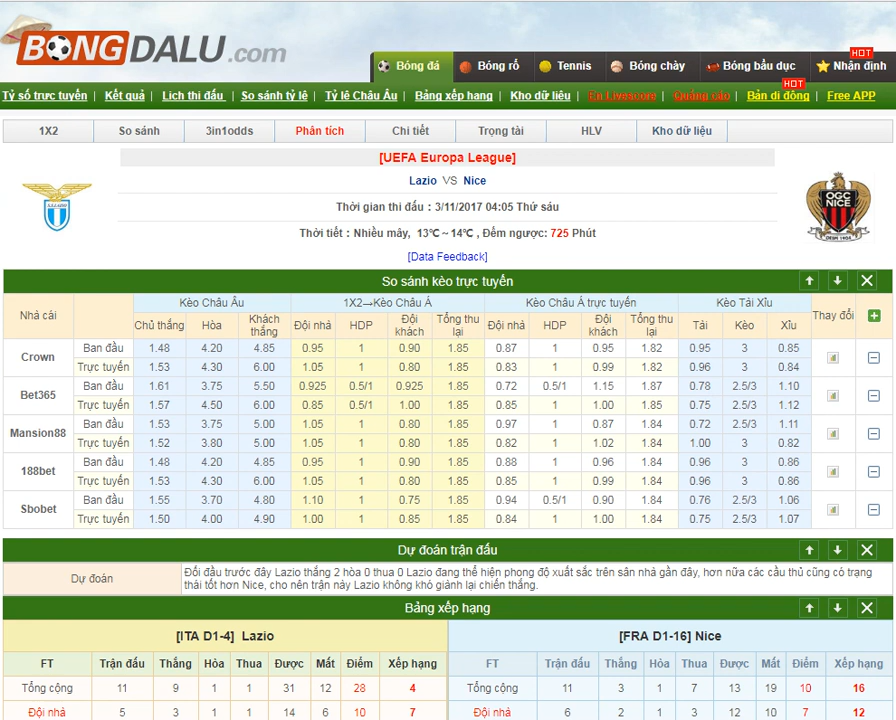 BONGDALU.com
Bóng đá Bóng rổ Tennis Bóng chày Bóng bầu dục Nhận định HOT
Tỷ số trực tuyến | Kết quả | Lịch thi đấu | So sánh tỷ lệ | Tỷ lệ Châu Âu | Bảng xếp hạng | Kho dữ liệu | En Livescore | Quảng cáo | Bản di động HOT | Free APP
1X2 So sánh 3in1odds Phân tích Chi tiết Trọng tài HLV Kho dữ liệu
[UEFA Europa League]
Lazio VS Nice
Thời gian thi đấu : 3/11/2017 04:05 Thứ sáu
Thời tiết : Nhiều mây, 13℃~14℃ , Đếm ngược: 725 Phút
[Data Feedback]
LAZIO
OGC NICE
DEPUIS 1904
So sánh kèo trực tuyến
Nhà cái Kèo Châu Âu 1X2→Kèo Châu Á Kèo Châu Á trực tuyến Kèo Tài Xỉu Thay đổi
Chủ thắng Hòa Khách thắng Đội nhà HDP Đội khách Tổng thu lại Đội nhà HDP Đội khách Tổng thu lại Tài Kèo Xỉu
Crown Ban đầu 1.48 4.20 4.85 0.95 1 0.90 1.85 0.87 1 0.95 1.82 0.95 3 0.85
Trực tuyến 1.53 4.30 6.00 1.05 1 0.80 1.85 0.83 1 0.99 1.82 0.96 3 0.84
Bet365 Ban đầu 1.61 3.75 5.50 0.925 0.5/1 0.925 1.85 0.72 0.5/1 1.15 1.87 0.78 2.5/3 1.10
Trực tuyến 1.57 4.50 6.00 0.85 0.5/1 1.00 1.85 0.85 1 1.00 1.85 0.75 2.5/3 1.12
Mansion88 Ban đầu 1.53 3.75 5.00 1.05 1 0.80 1.85 0.97 1 0.87 1.84 0.72 2.5/3 1.11
Trực tuyến 1.52 3.80 5.00 1.05 1 0.80 1.85 0.82 1 1.02 1.84 1.00 3 0.82
188bet Ban đầu 1.48 4.20 4.85 0.95 1 0.90 1.85 0.88 1 0.96 1.84 0.96 3 0.86
Trực tuyến 1.53 4.30 6.00 1.05 1 0.80 1.85 0.85 1 0.99 1.84 0.96 3 0.86
Sbobet Ban đầu 1.55 3.70 4.80 1.10 1 0.75 1.85 0.94 0.5/1 0.90 1.84 0.76 2.5/3 1.06
Trực tuyến 1.50 4.00 4.90 1.00 1 0.85 1.85 0.84 1 1.00 1.84 0.75 2.5/3 1.07
Dự đoán trận đấu
Dự đoán Đối đầu trước đây Lazio thắng 2 hòa 0 thua 0 Lazio đang thể hiện phong độ xuất sắc trên sân nhà gần đây, hơn nữa các cầu thủ cũng có trạng
thái tốt hơn Nice, cho nên trận này Lazio không khó giành lại chiến thắng.
Bảng xếp hạng
[ITA D1-4] Lazio [FRA D1-16] Nice
FT Trận đấu Thắng Hòa Thua Được Mất Điểm Xếp hạng FT Trận đấu Thắng Hòa Thua Được Mất Điểm Xếp hạng
Tổng cộng 11 9 1 1 31 12 28 4 Tổng cộng 11 3 1 7 13 19 10 16
Đội nhà 5 3 1 1 14 6 10 7 Đội nhà 6 2 1 3 12 10 7 12